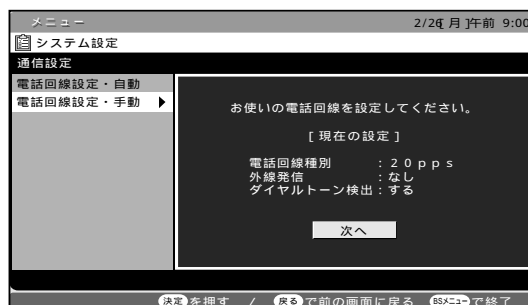 メニュー 2/26[月]午前 9:00
システム設定
通信設定
電話回線設定・自動
電話回線設定・手動 ▶
お使いの電話回線を設定してください。
[現在の設定]
電話回線種別 :20pps
外線発信 :なし
ダイヤルトーン検出:する
次へ
決定を押す / 戻るで前の画面に戻る BSメニューで終了